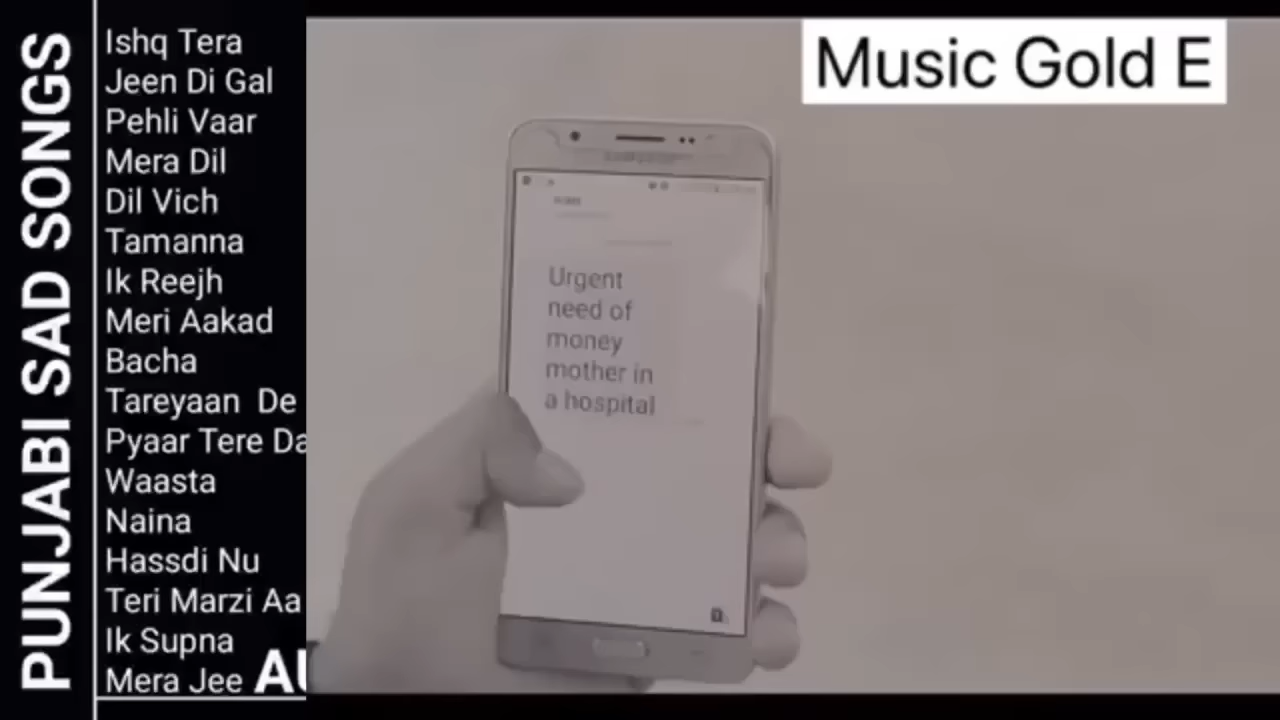 PUNJABI SAD SONGS
Ishq Tera
Jeen Di Gal
Pehli Vaar
Mera Dil
Dil Vich
Tamanna
Ik Reejh
Meri Aakad
Bacha
Tareyaan De
Pyaar Tere Da
Waasta
Naina
Hassdi Nu
Teri Marzi Aa
Ik Supna
Mera Jee
AU
Music Gold E
SAMSUNG
Urgent
need of
money
mother in
a hospital